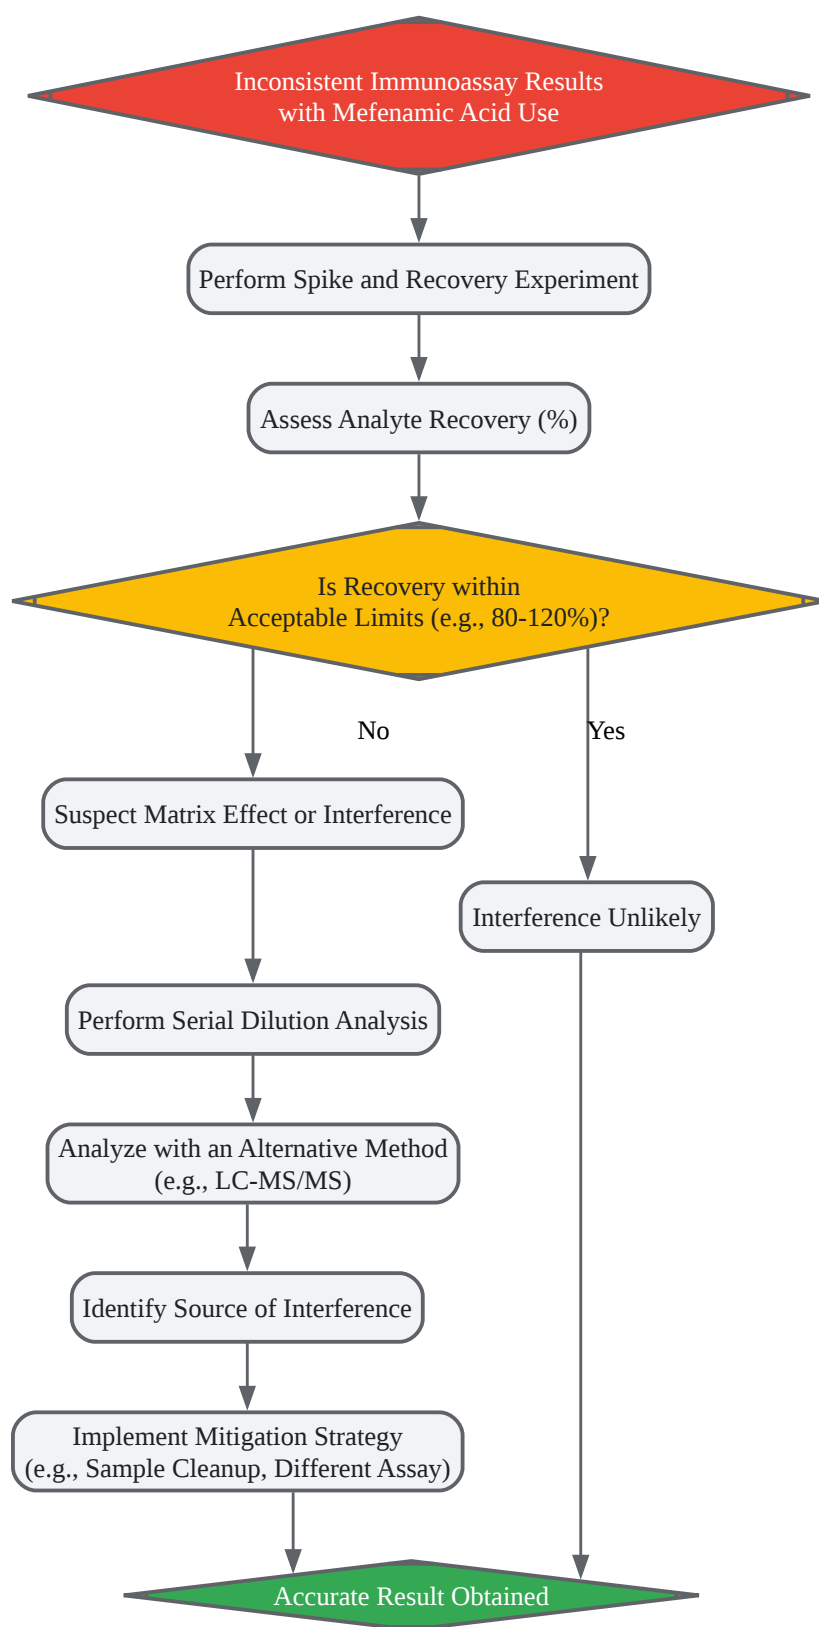 Inconsistent Immunoassay Results
with Mefenamic Acid Use
Perform Spike and Recovery Experiment
Assess Analyte Recovery (%)
Is Recovery within
Acceptable Limits (e.g., 80-120%)?
No
Yes
Suspect Matrix Effect or Interference
Interference Unlikely
Perform Serial Dilution Analysis
Analyze with an Alternative Method
(e.g., LC-MS/MS)
Identify Source of Interference
Implement Mitigation Strategy
(e.g., Sample Cleanup, Different Assay)
Accurate Result Obtained